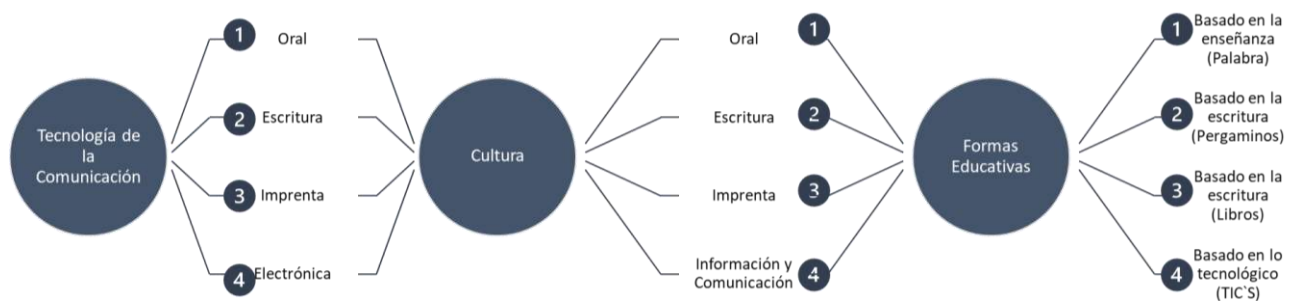 Tecnología de
la
Comunicación
1 Oral
2 Escritura
3 Imprenta
4 Electrónica
Cultura
Oral 1
Escritura 2
Imprenta 3
Información y
Comunicación 4
Formas
Educativas
1 Basado en la
enseñanza
(Palabra)
2 Basado en la
escritura
(Pergaminos)
3 Basado en la
escritura
(Libros)
4 Basado en lo
tecnológico
(TIC`S)